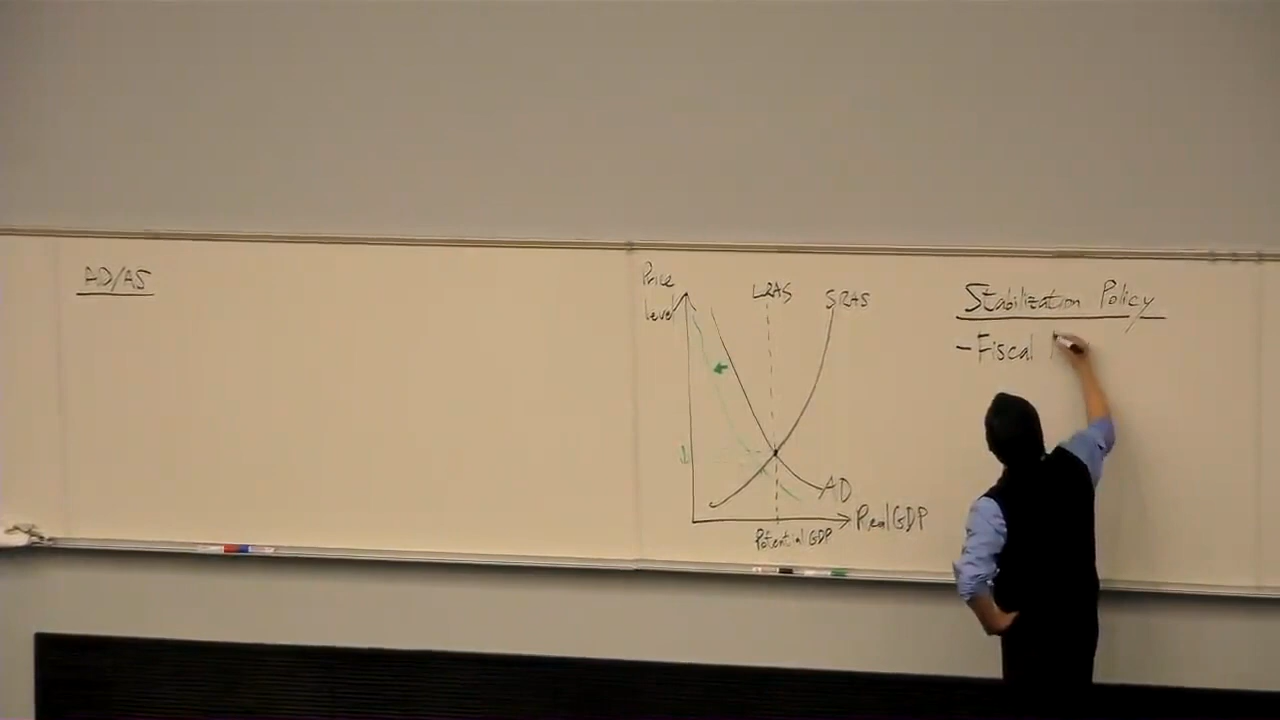 AD/AS
Price
level
LRAS
SRAS
AD
Real GDP
Potential GDP
Stabilization Policy
- Fiscal